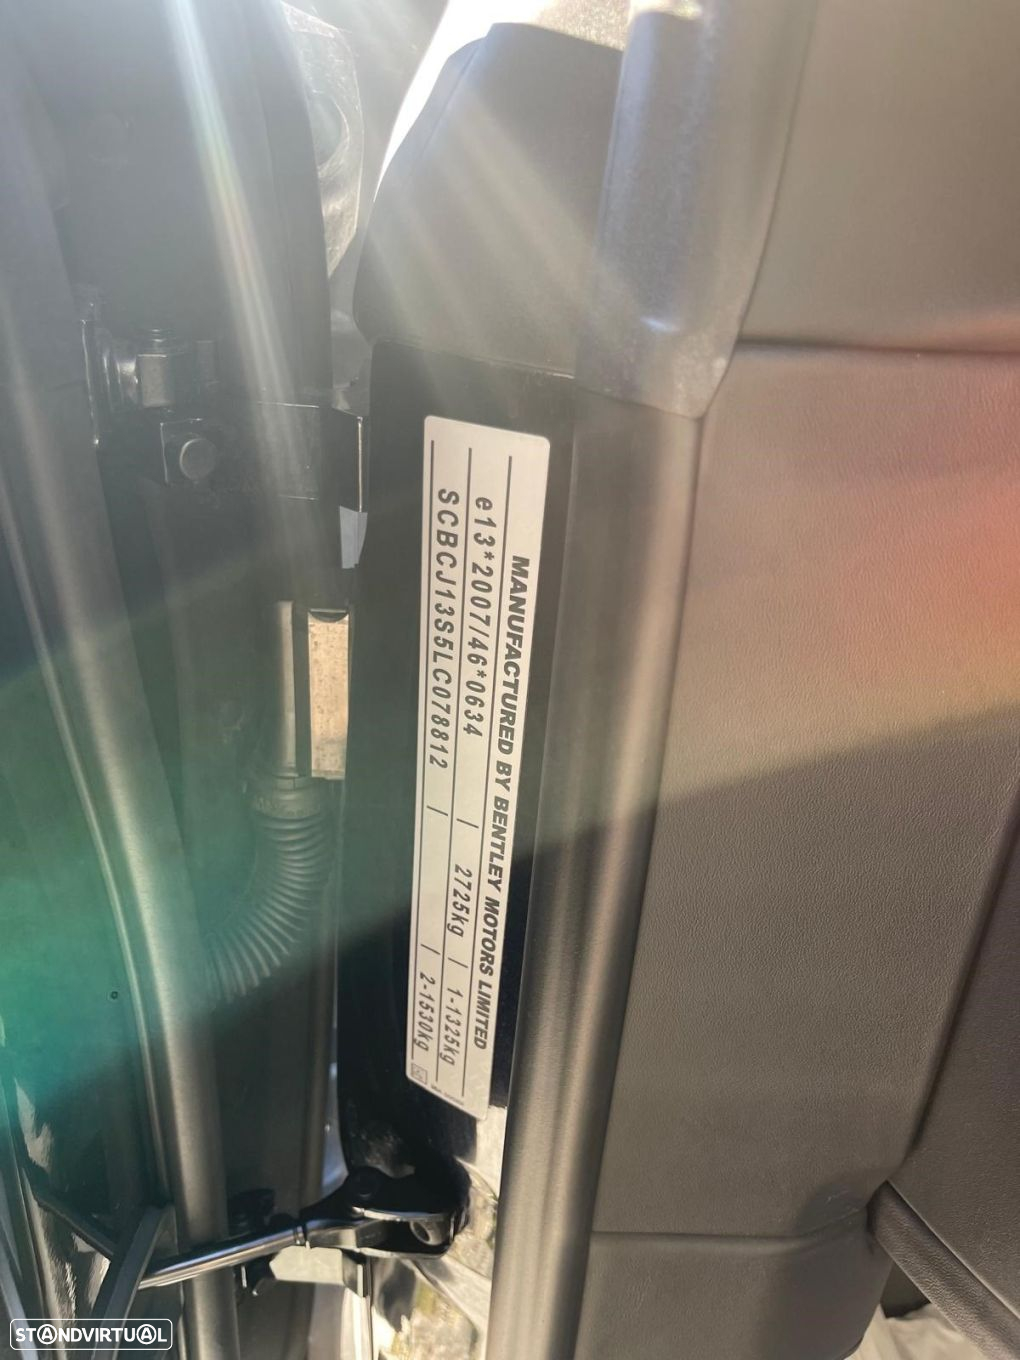 MANUFACTURED BY BENTLEY MOTORS LIMITED
e13*2007/46*0634 | 2725kg | 1-1325kg
SCBCJ13S5LC078812 | | 2-1530kg
STANDVIRTUAL